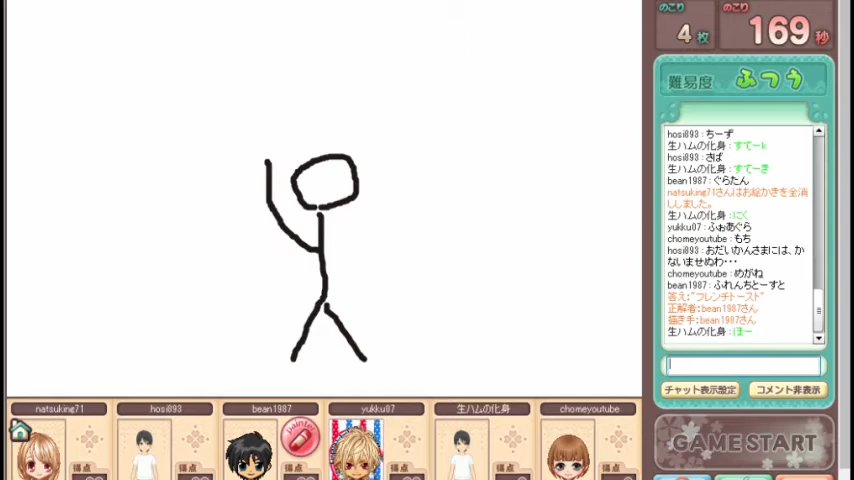 のこり
4枚
のこり
169秒
難易度 ふつう
hosi893：ちーず
生ハムの化身：すてーk
hosi893：さば
生ハムの化身：すてーき
bean1987：ぐらたん
natsuking71さんはお絵かきを全消
ししました。
生ハムの化身：にく
yukku07：ふぉあぐら
chomeyoutube：もち
hosi893：おだいかんさまには、か
ないませぬわ・・・
chomeyoutube：めがね
bean1987：ふれんちとーすと
答え："フレンチトースト"
正解者：bean1987さん
描き手：bean1987さん
生ハムの化身：ほー
チャット表示設定
コメント非表示
natsuking71
hosi893
bean1987
yukku07
生ハムの化身
chomeyoutube
painter
得点
得点
得点
得点
得点
得点
GAME START